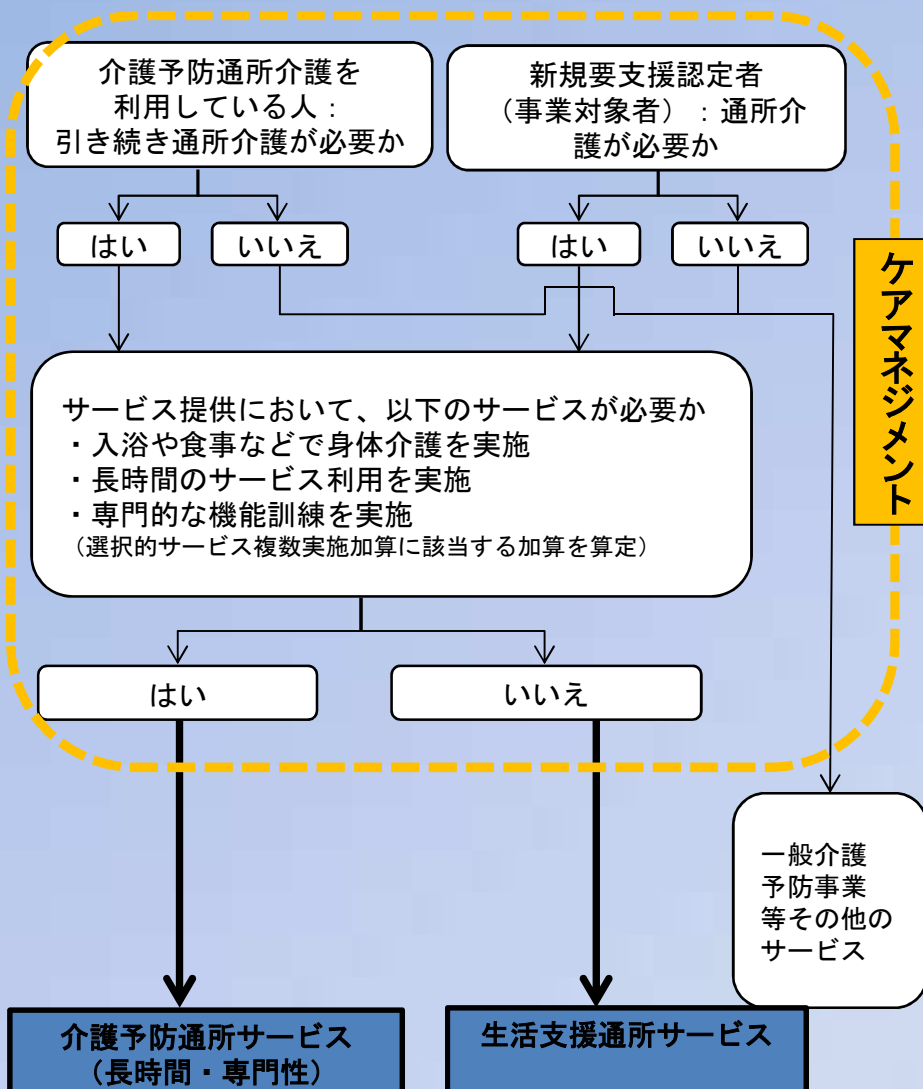 介護予防通所介護を
利用している人：
引き続き通所介護が必要か
新規要支援認定者
（事業対象者）：通所介
護が必要か
はい
いいえ
はい
いいえ
ケアマネジメント
サービス提供において、以下のサービスが必要か
・入浴や食事などで身体介護を実施
・長時間のサービス利用を実施
・専門的な機能訓練を実施
（選択的サービス複数実施加算に該当する加算を算定）
はい
いいえ
一般介護
予防事業
等その他の
サービス
介護予防通所サービス
（長時間・専門性）
生活支援通所サービス